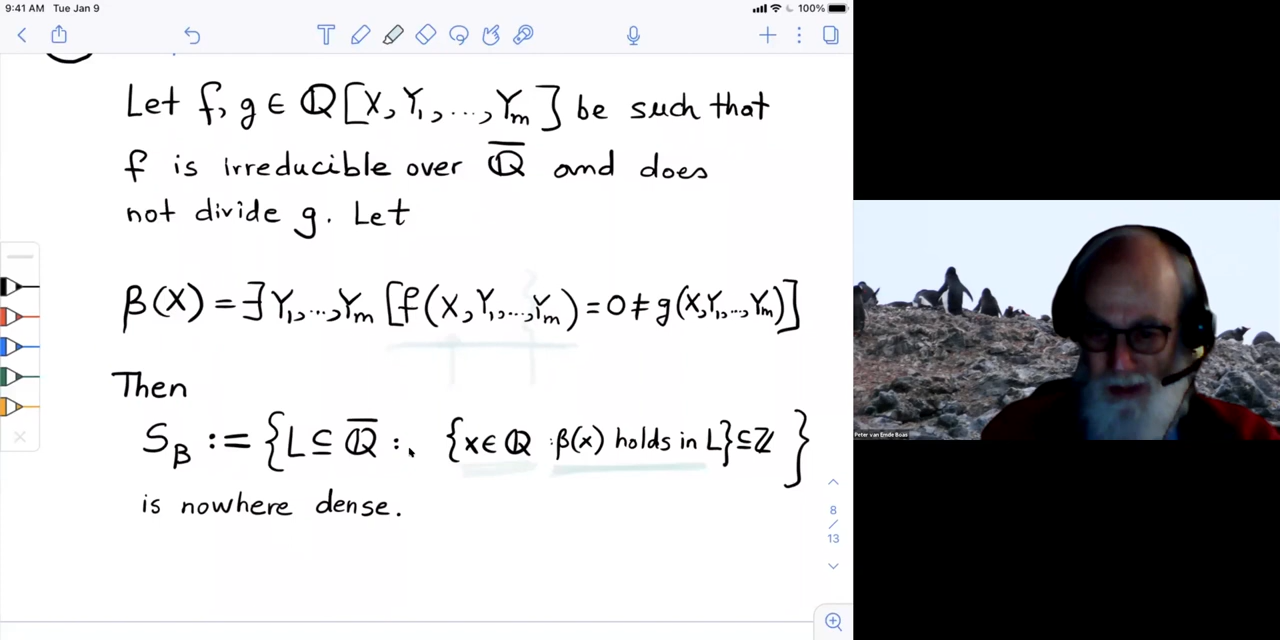 9:41 AM Tue Jan 9
100%
Let f, g ∈ ℚ[X, Y₁, ..., Yₘ] be such that
f is irreducible over ℚ̅ and does
not divide g. Let
β(X) = ∃Y₁, ..., Yₘ [f(X, Y₁, ..., Yₘ) = 0 ≠ g(X, Y₁, ..., Yₘ)]
Then
S_β := {L ⊆ ℚ̅ : {x ∈ ℚ : β(x) holds in L} ⊆ ℤ}
is nowhere dense.
8
/
13
Peter van Emde Boas